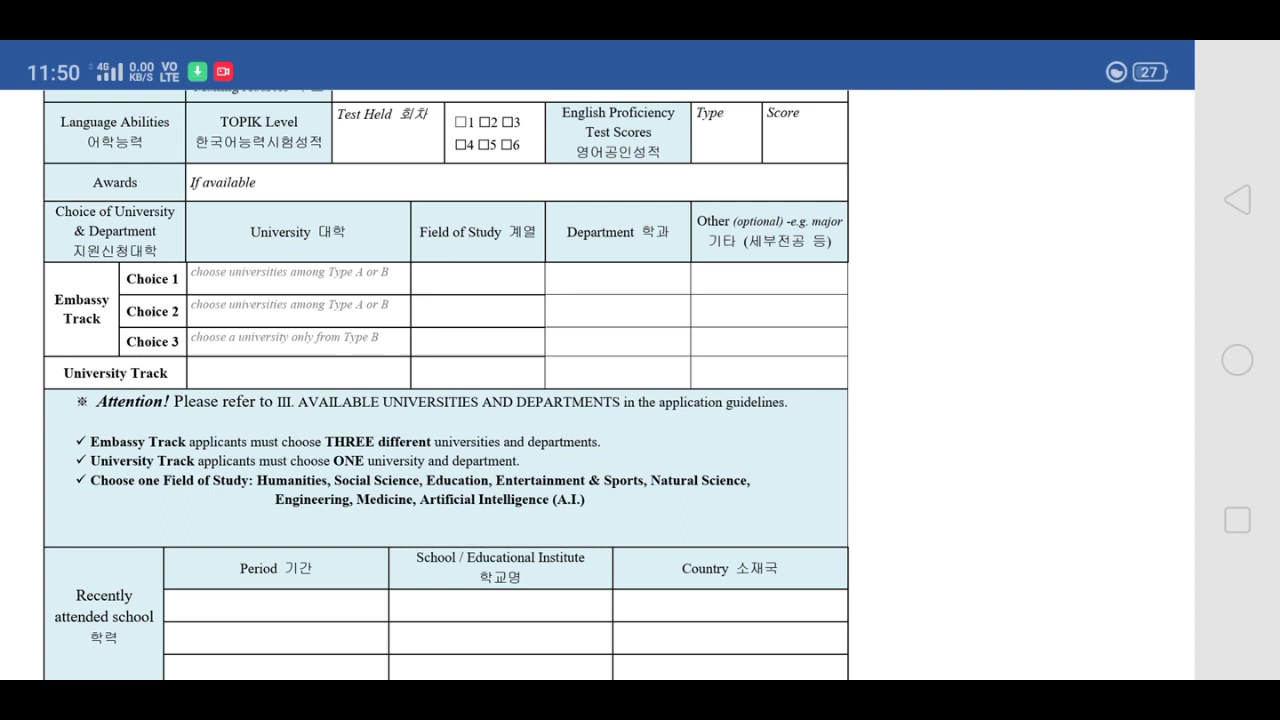 11:50 4G 0.00 KB/S VO LTE 27
Language Abilities
어학능력
TOPIK Level
한국어능력시험성적
Test Held 회차
☐1 ☐2 ☐3
☐4 ☐5 ☐6
English Proficiency
Test Scores
영어공인성적
Type
Score
Awards
If available
Choice of University
& Department
지원신청대학
University 대학
Field of Study 계열
Department 학과
Other (optional) -e.g. major
기타 (세부전공 등)
Embassy
Track
Choice 1
choose universities among Type A or B
Choice 2
choose universities among Type A or B
Choice 3
choose a university only from Type B
University Track
※ Attention! Please refer to III. AVAILABLE UNIVERSITIES AND DEPARTMENTS in the application guidelines.
✓ Embassy Track applicants must choose THREE different universities and departments.
✓ University Track applicants must choose ONE university and department.
✓ Choose one Field of Study: Humanities, Social Science, Education, Entertainment & Sports, Natural Science,
Engineering, Medicine, Artificial Intelligence (A.I.)
Recently
attended school
학력
Period 기간
School / Educational Institute
학교명
Country 소재국